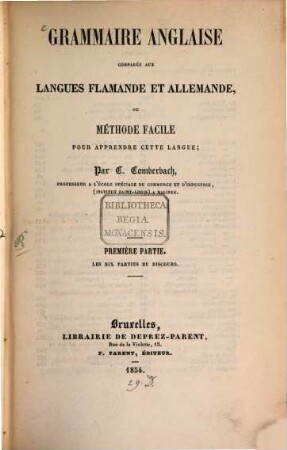 GRAMMAIRE ANGLAISE
COMPARÉE AUX
LANGUES FLAMANDE ET ALLEMANDE,
OU
MÉTHODE FACILE
POUR APPRENDRE CETTE LANGUE;
Par C. Comberbach,
PROFESSEUR A L'ÉCOLE SPÉCIALE DE COMMERCE ET D'INDUSTRIE,
(INSTITUT SAINT-LOUIS) A MALINES.
BIBLIOTHECA
REGIA
MONACENSIS.
PREMIÈRE PARTIE.
LES DIX PARTIES DU DISCOURS.
Bruxelles,
LIBRAIRIE DE DEPREZ-PARENT,
Rue de la Violette, 15.
P. PARENT, ÉDITEUR.
1854.